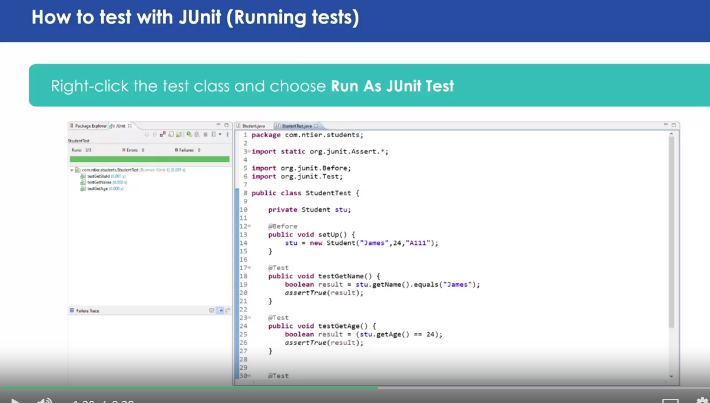 How to test with JUnit (Running tests)
Right-click the test class and choose Run As JUnit Test
Package Explorer JUnit
StudentTest
Runs: 3/3 Errors: 0 Failures: 0
com.ntier.students.StudentTest [Runner: JUnit 4] (0.001 s)
testGetName (0.000 s)
testGetAge (0.000 s)
Failure Trace
Student.java StudentTest.java
1 package com.ntier.students;
2
3 import static org.junit.Assert.*;
4
5 import org.junit.Before;
6 import org.junit.Test;
7
8 public class StudentTest {
9
10 private Student stu;
11
12 @Before
13 public void setUp() {
14 stu = new Student("James",24,"A111");
15 }
16
17 @Test
18 public void testGetName() {
19 boolean result = stu.getName().equals("James");
20 assertTrue(result);
21 }
22
23 @Test
24 public void testGetAge() {
25 boolean result = (stu.getAge() == 24);
26 assertTrue(result);
27 }
28
29
30 @Test